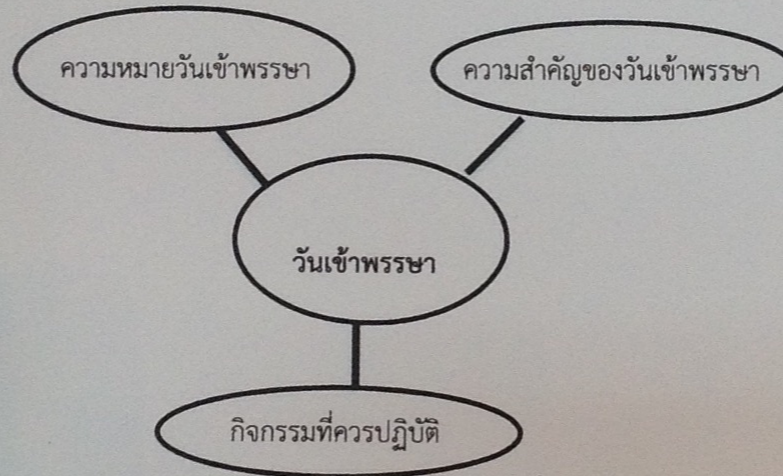 ความหมายวันเข้าพรรษา
ความสำคัญของวันเข้าพรรษา
วันเข้าพรรษา
กิจกรรมที่ควรปฏิบัติ